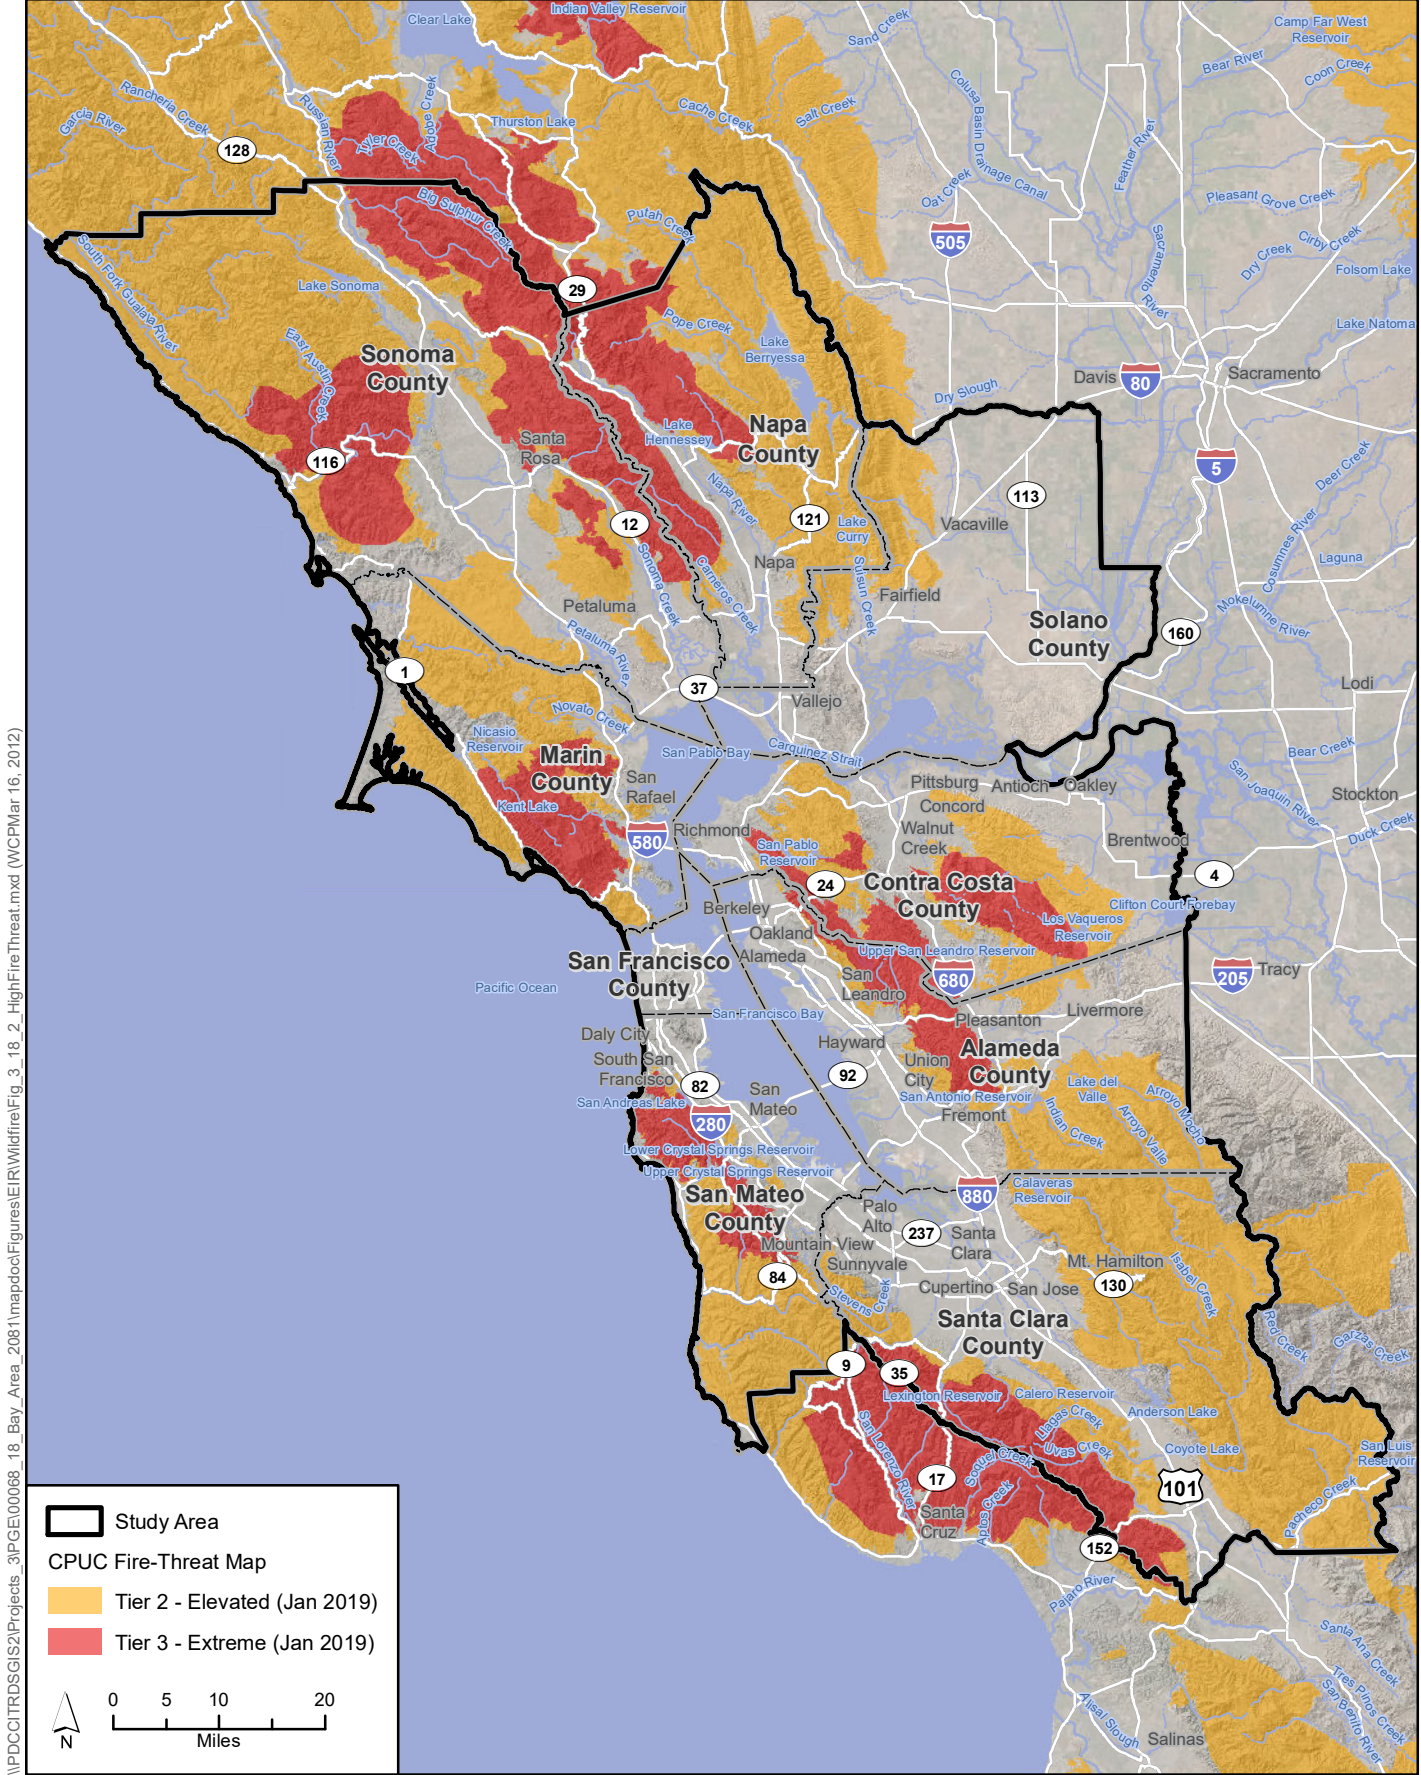 Clear Lake
Indian Valley Reservoir
Sand Creek
Camp Far West
Reservoir
Bear River
Coon Creek
Rancheria Creek
Garcia River
Russian River
Adobe Creek
Tyler Creek
Thurston Lake
Cache Creek
Salt Creek
Colusa Basin Drainage Canal
Feather River
128
Big Sulphur Creek
Putah Creek
Oat Creek
Pleasant Grove Creek
505
Sacramento
River
Dry Creek
Cirby Creek
Folsom Lake
South Fork Gualala River
Lake Sonoma
29
Pope Creek
Lake Natoma
East Austin Creek
Sonoma
County
Lake
Berryessa
Dry Slough
Davis
80
Sacramento
Santa
Rosa
Lake
Hennessey
Napa
County
116
5
Deer Creek
Napa River
113
12
121
Lake
Curry
Vacaville
Cosumnes River
Laguna
Sonoma Creek
Carneros Creek
Napa
Suisun Creek
Fairfield
Petaluma
Mokelumne River
Solano
County
160
Petaluma River
1
37
Vallejo
Lodi
Novato Creek
Nicasio
Reservoir
Marin
County
San Pablo Bay
Carquinez Strait
Bear Creek
San
Rafael
Kent Lake
Pittsburg
Antioch
Oakley
San Joaquin River
Stockton
Concord
Richmond
580
Walnut
Creek
Brentwood
Duck Creek
San Pablo
Reservoir
24
Contra Costa
County
4
Clifton Court Forebay
Berkeley
Los Vaqueros
Reservoir
Oakland
Alameda
Upper San Leandro Reservoir
San Francisco
County
San
Leandro
680
205
Tracy
Pacific Ocean
San Francisco Bay
Pleasanton
Livermore
Daly City
Hayward
Alameda
County
South San
Francisco
Union
City
82
92
San
Mateo
Lake del
Valle
San Andreas Lake
San Antonio Reservoir
Fremont
Arroyo Mocho
Indian Creek
Arroyo Valle
280
Lower Crystal Springs Reservoir
Upper Crystal Springs Reservoir
Calaveras
Reservoir
880
San Mateo
County
Palo
Alto
237
Santa
Clara
Mountain View
Sunnyvale
Mt. Hamilton
130
Isabel Creek
84
Stevens Creek
Cupertino
San Jose
Santa Clara
County
Red Creek
Garzas Creek
9
35
Lexington Reservoir
Calero Reservoir
Llagas Creek
Anderson Lake
San Lorenzo River
Uvas Creek
Soquel Creek
Coyote Lake
San Luis
Reservoir
17
101
Pacheco Creek
Santa
Cruz
Aptos Creek
152
Pajaro River
Santa Ana Creek
Tres Pinos Creek
San Benito River
Alisal Slough
Salinas
Study Area
CPUC Fire-Threat Map
Tier 2 - Elevated (Jan 2019)
Tier 3 - Extreme (Jan 2019)
N
0 5 10 20
Miles
\\PDCCITRDSGIS2\Projects_3\PGE\00068_18_Bay_Area_2081\mapdoc\Figures\EIR\Wildfire\Fig_3_18_2_HighFireThreat.mxd (WCPMar 16, 2012)